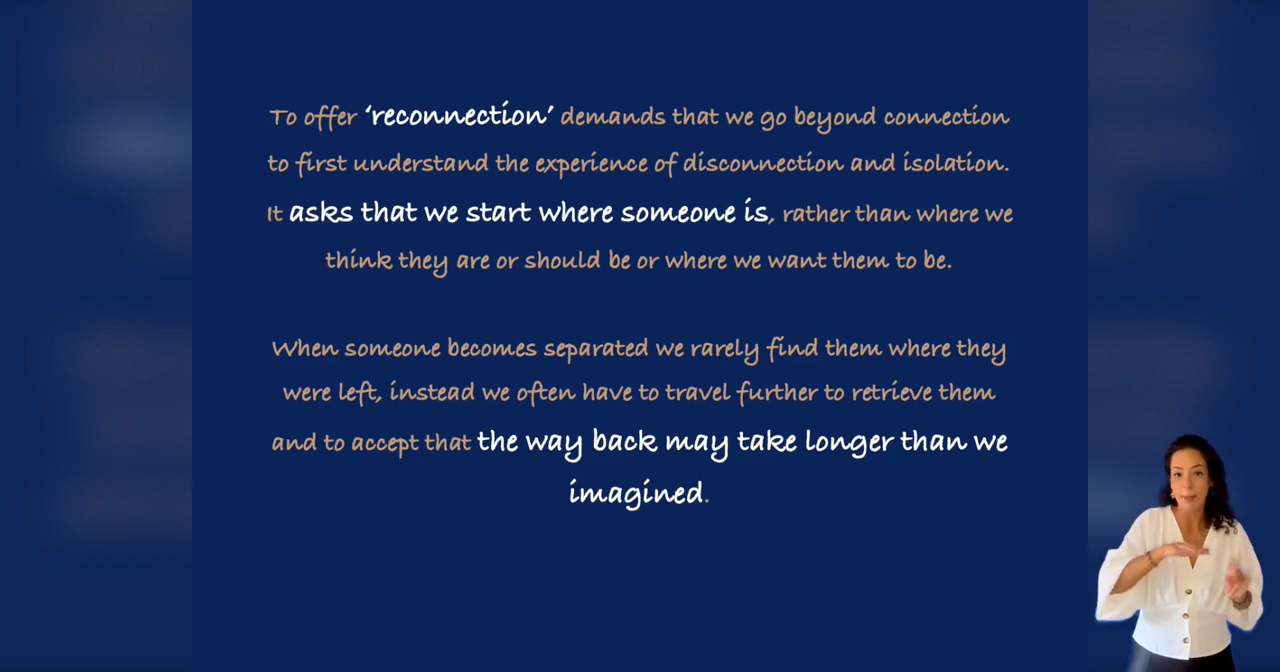 To offer ‘reconnection’ demands that we go beyond connection
to first understand the experience of disconnection and isolation.
It asks that we start where someone is, rather than where we
think they are or should be or where we want them to be.
When someone becomes separated we rarely find them where they
were left, instead we often have to travel further to retrieve them
and to accept that the way back may take longer than we
imagined.